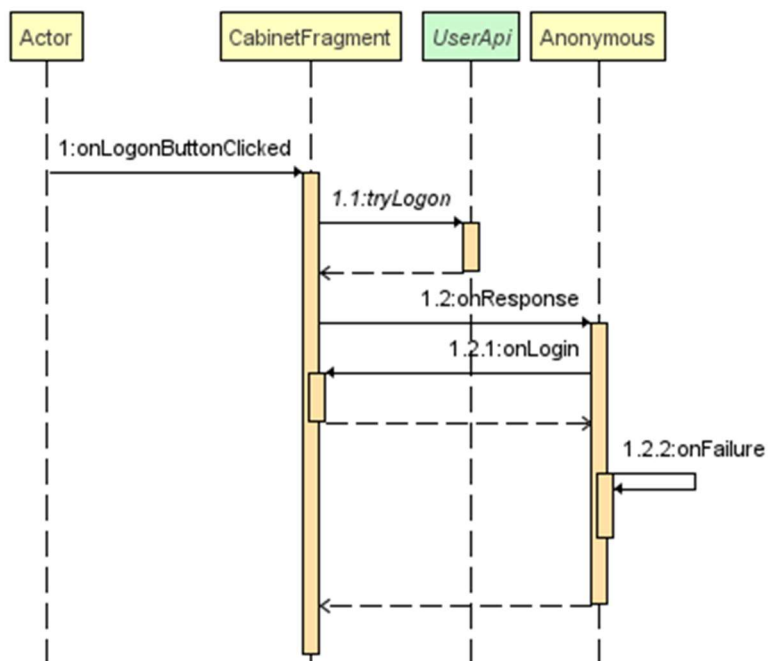 Actor
CabinetFragment
UserApi
Anonymous
1:onLogonButtonClicked
1.1:tryLogon
1.2:onResponse
1.2.1:onLogin
1.2.2:onFailure